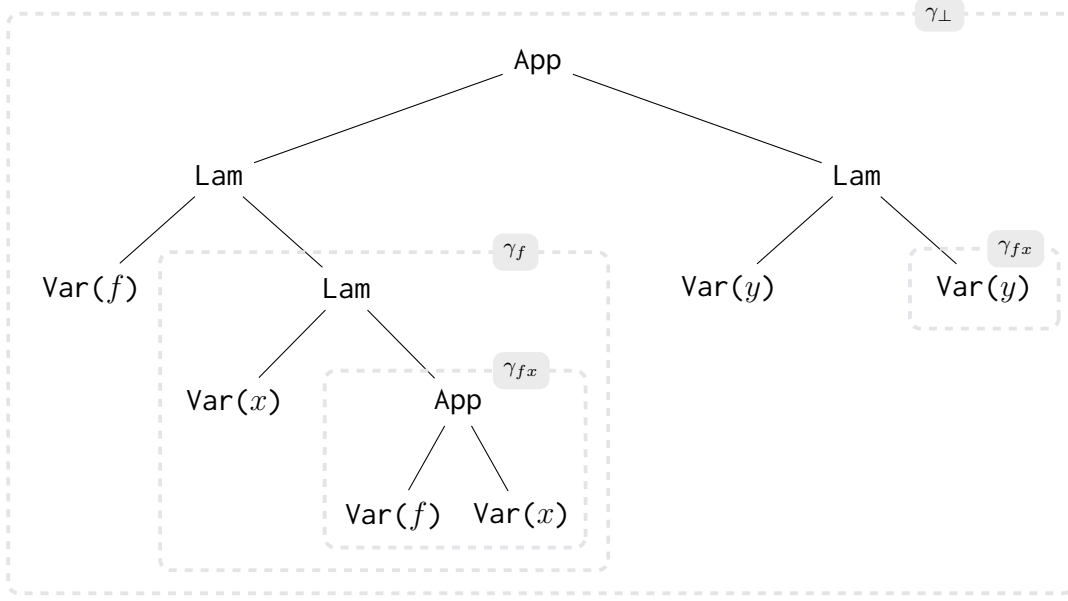 γ⊥
App
Lam Lam
γf γfx
Var(f) Lam Var(y) Var(y)
γfx
Var(x) App
Var(f) Var(x)